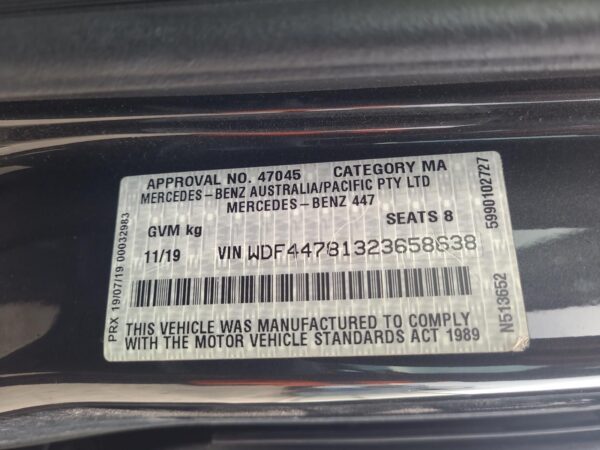 APPROVAL NO. 47045 CATEGORY MA
MERCEDES-BENZ AUSTRALIA/PACIFIC PTY LTD
MERCEDES-BENZ 447
GVM kg SEATS 8
11/19 VIN WDF44781323658638
THIS VEHICLE WAS MANUFACTURED TO COMPLY
WITH THE MOTOR VEHICLE STANDARDS ACT 1989
PRX 19/07/19 00032983
5990102727
N513652